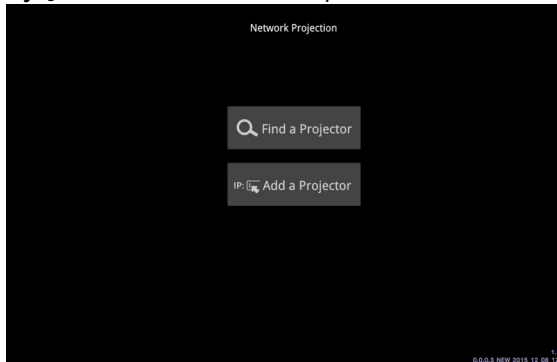 Network Projection
Find a Projector
IP: Add a Projector
0.0.0.3 NEW 2015 12 08